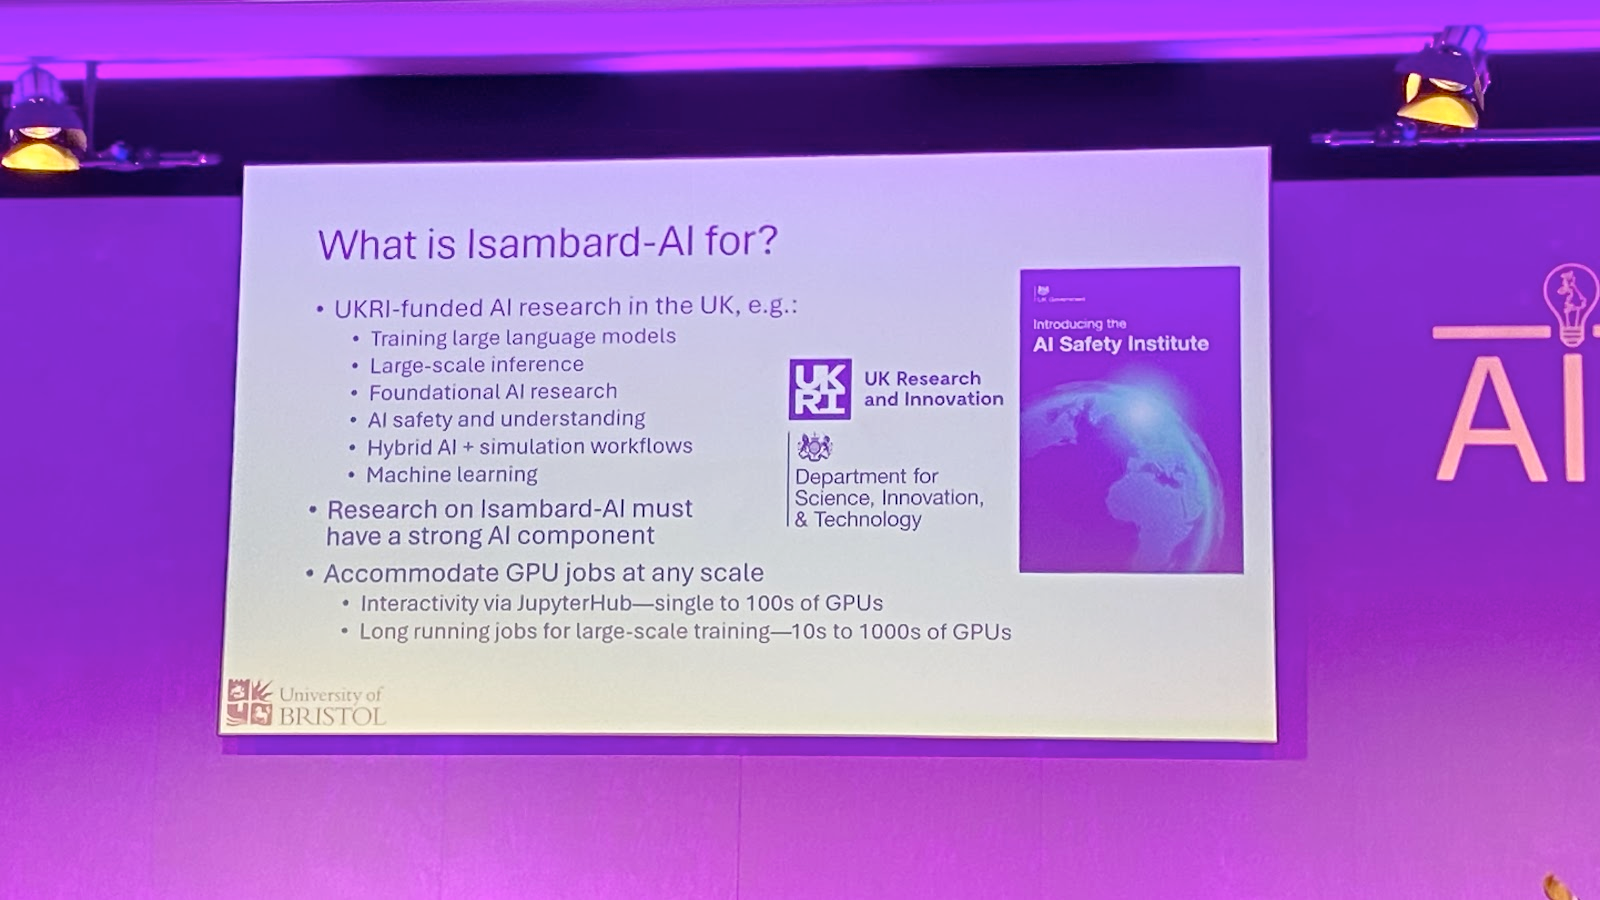 What is Isambard-AI for?
• UKRI-funded AI research in the UK, e.g.:
• Training large language models
• Large-scale inference
• Foundational AI research
• AI safety and understanding
• Hybrid AI + simulation workflows
• Machine learning
• Research on Isambard-AI must
have a strong AI component
• Accommodate GPU jobs at any scale
• Interactivity via JupyterHub—single to 100s of GPUs
• Long running jobs for large-scale training—10s to 1000s of GPUs
UK
RI
UK Research
and Innovation
Department for
Science, Innovation,
& Technology
UK Government
Introducing the
AI Safety Institute
University of
BRISTOL
AI